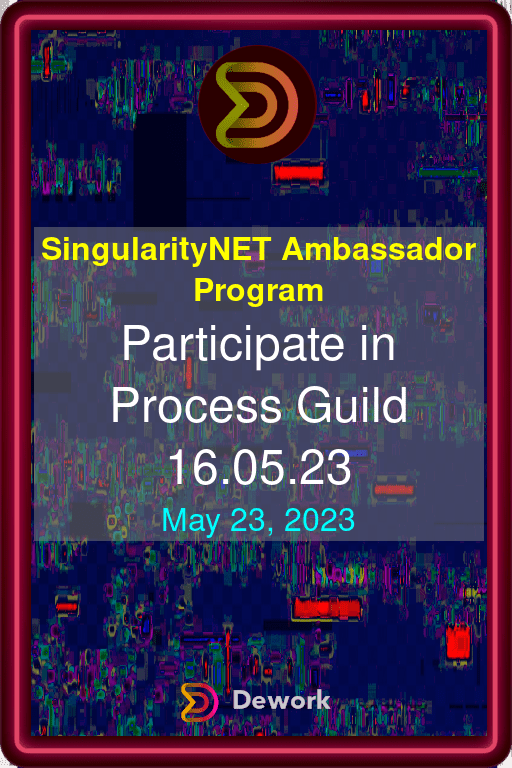 SingularityNET Ambassador
Program
Participate in
Process Guild
16.05.23
May 23, 2023
Dework